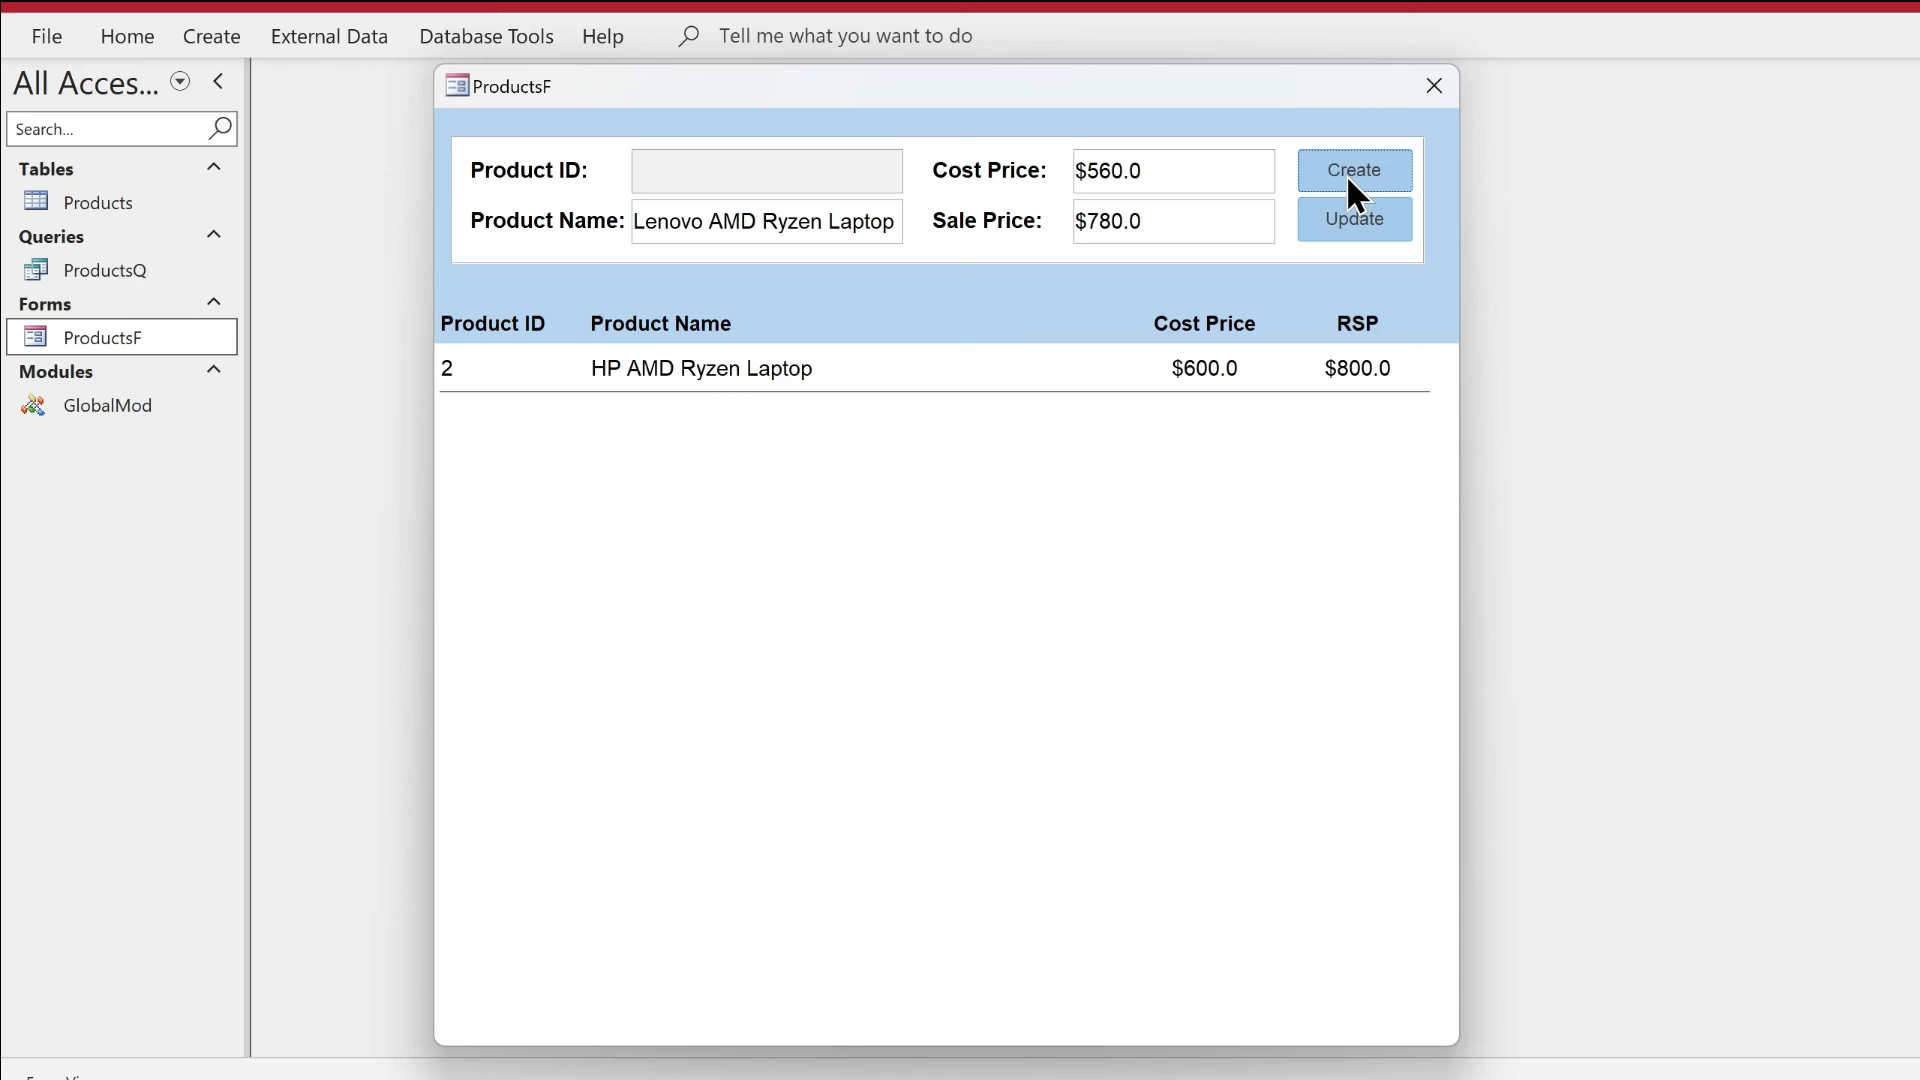 File Home Create External Data Database Tools Help Tell me what you want to do
All Acces...
Search...
Tables
Products
Queries
ProductsQ
Forms
ProductsF
Modules
GlobalMod
ProductsF
Product ID: Cost Price: $560.0 Create
Product Name: Lenovo AMD Ryzen Laptop Sale Price: $780.0 Update
Product ID Product Name Cost Price RSP
2 HP AMD Ryzen Laptop $600.0 $800.0